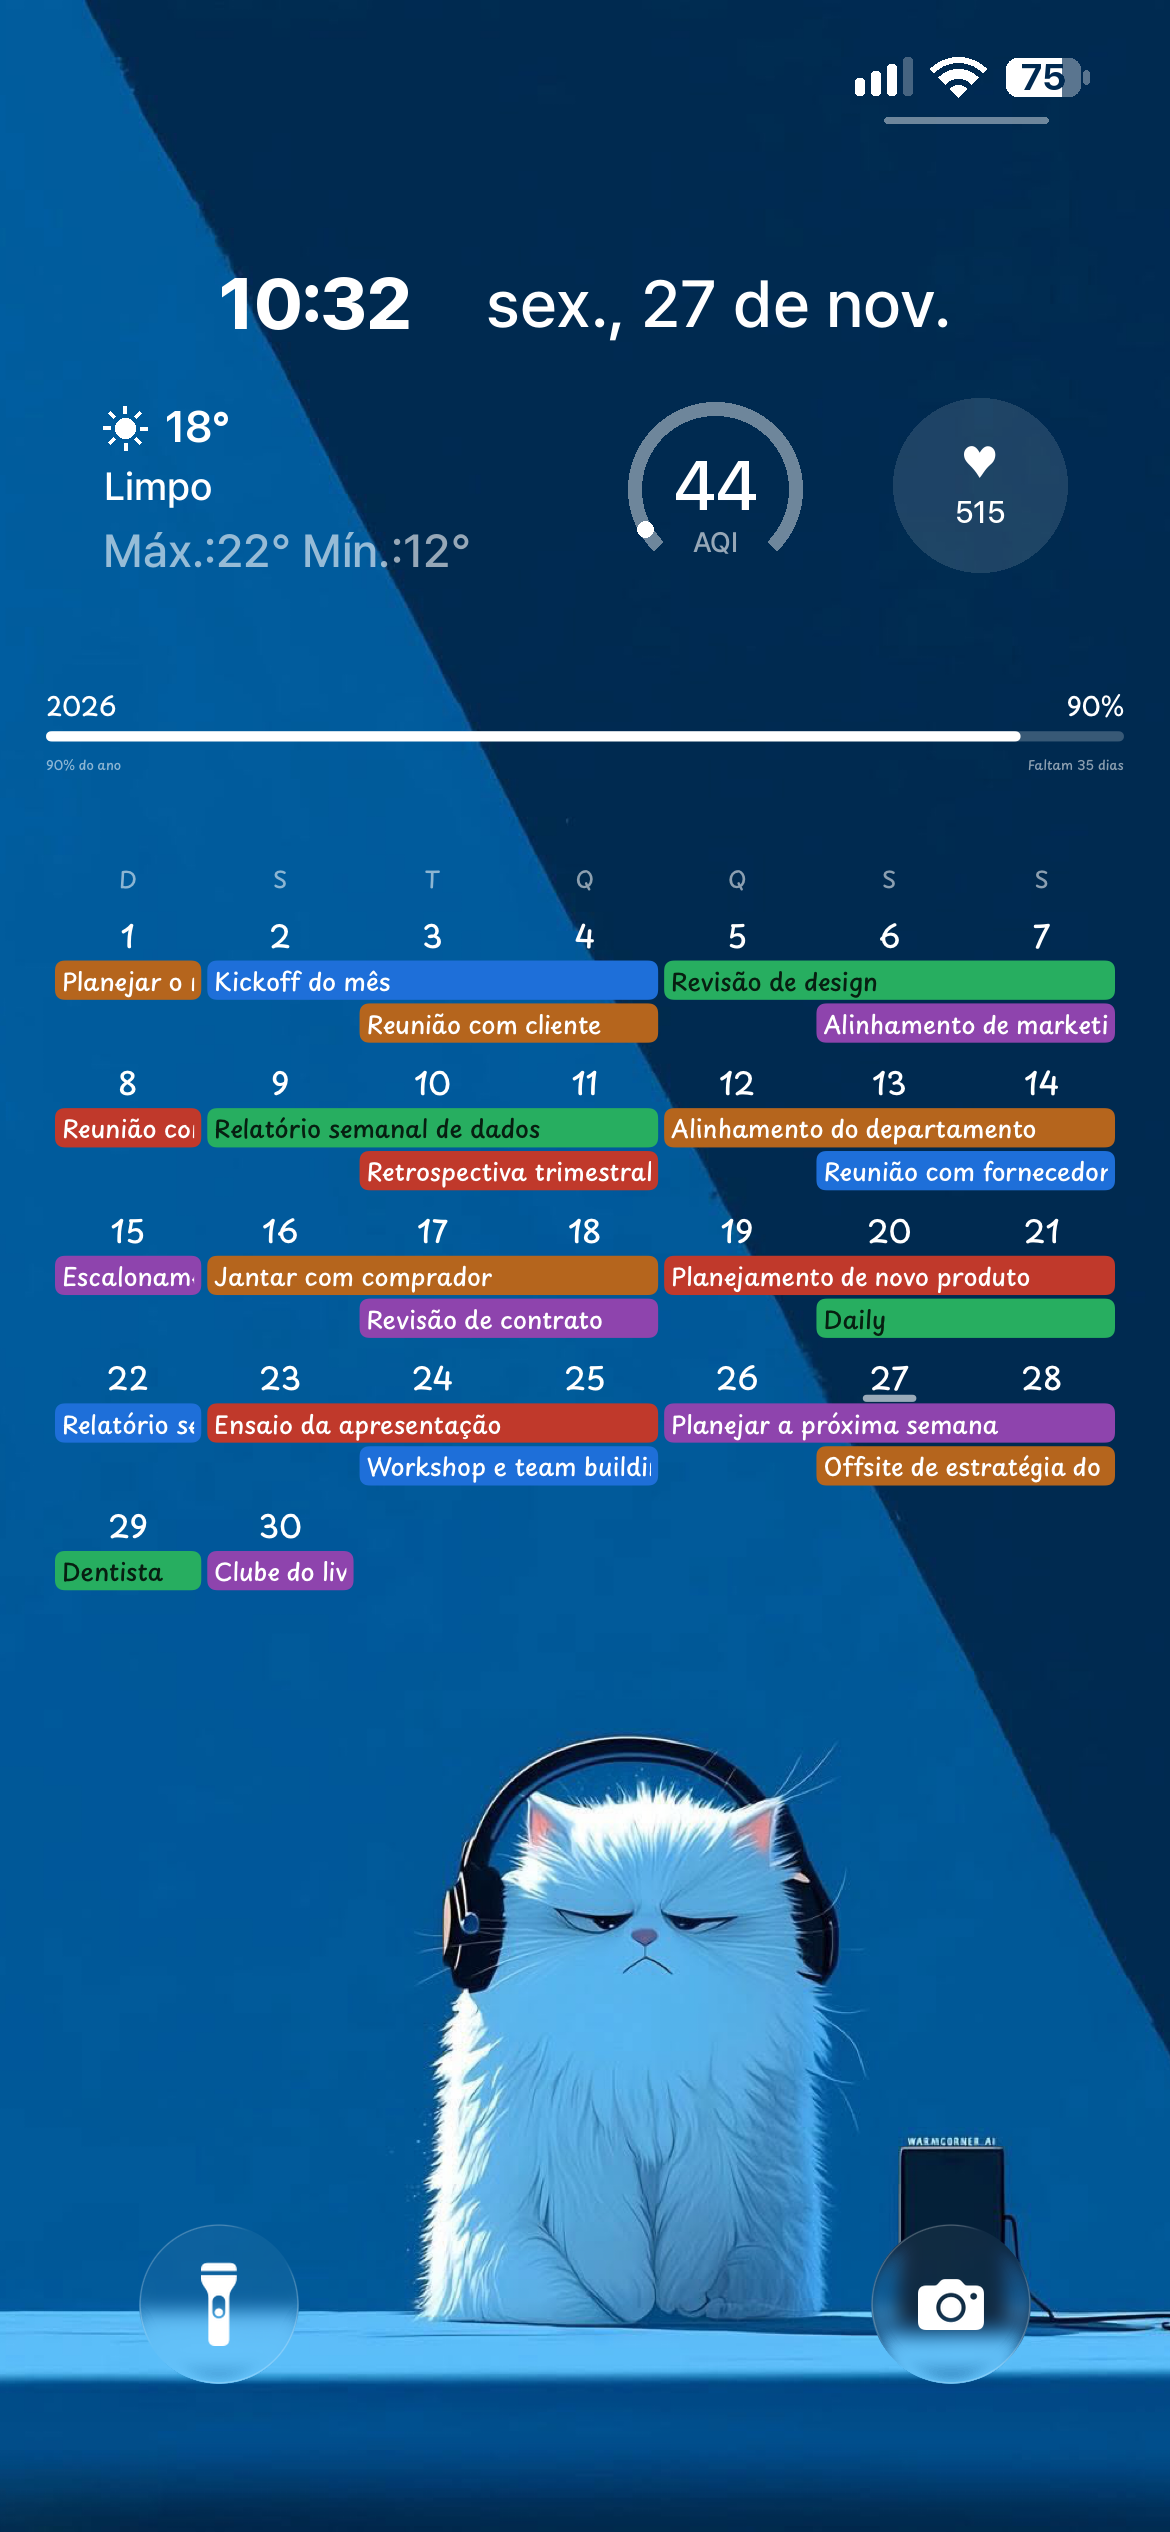 75
10:32 sex., 27 de nov.
18°
Limpo
Máx.:22° Mín.:12°
44
AQI
515
2026 90%
90% do ano Faltam 35 dias
D S T Q Q S S
1 2 3 4 5 6 7
Planejar o Kickoff do mês Revisão de design
Reunião com cliente Alinhamento de marketi
8 9 10 11 12 13 14
Reunião co Relatório semanal de dados Alinhamento do departamento
Retrospectiva trimestral Reunião com fornecedor
15 16 17 18 19 20 21
Escalonam Jantar com comprador Planejamento de novo produto
Revisão de contrato Daily
22 23 24 25 26 27 28
Relatório se Ensaio da apresentação Planejar a próxima semana
Workshop e team buildi Offsite de estratégia do
29 30
Dentista Clube do liv
WARMCORNER.AI